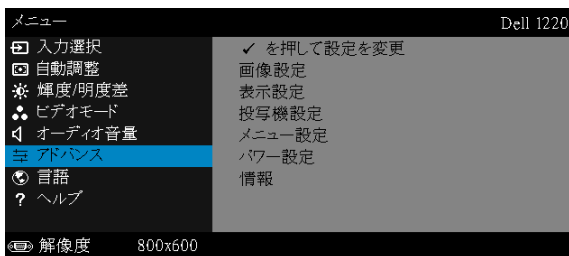 メニュー Dell 1220
入力選択
自動調整
輝度/明度差
ビデオモード
オーディオ音量
アドバンス
言語
? ヘルプ
✓ を押して設定を変更
画像設定
表示設定
投写機設定
メニュー設定
パワー設定
情報
解像度 800x600